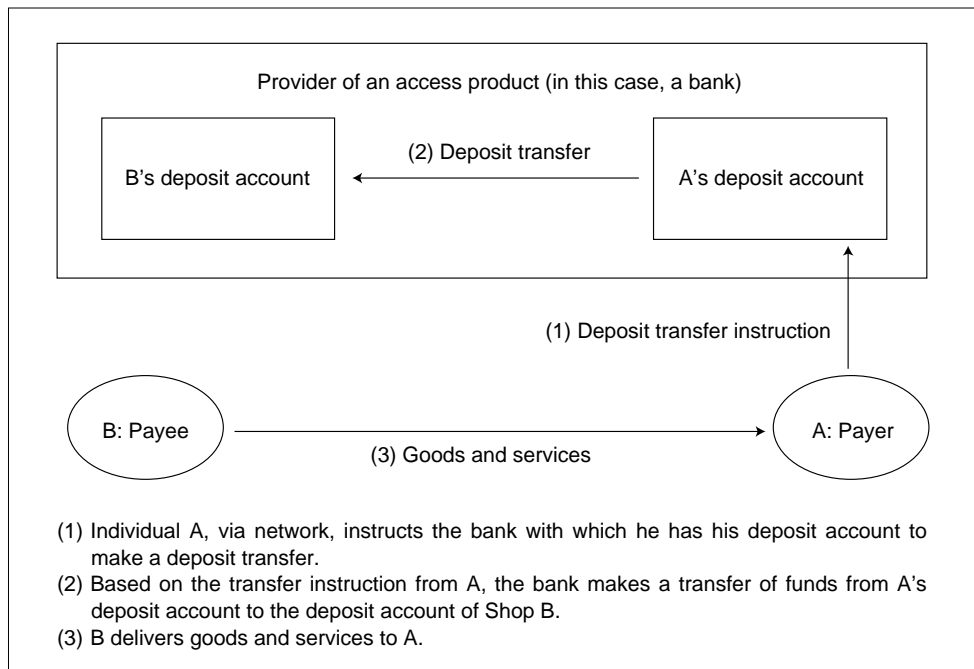 Provider of an access product (in this case, a bank)
(2) Deposit transfer
B’s deposit account
A’s deposit account
(1) Deposit transfer instruction
B: Payee
A: Payer
(3) Goods and services
(1) Individual A, via network, instructs the bank with which he has his deposit account to
make a deposit transfer.
(2) Based on the transfer instruction from A, the bank makes a transfer of funds from A’s
deposit account to the deposit account of Shop B.
(3) B delivers goods and services to A.